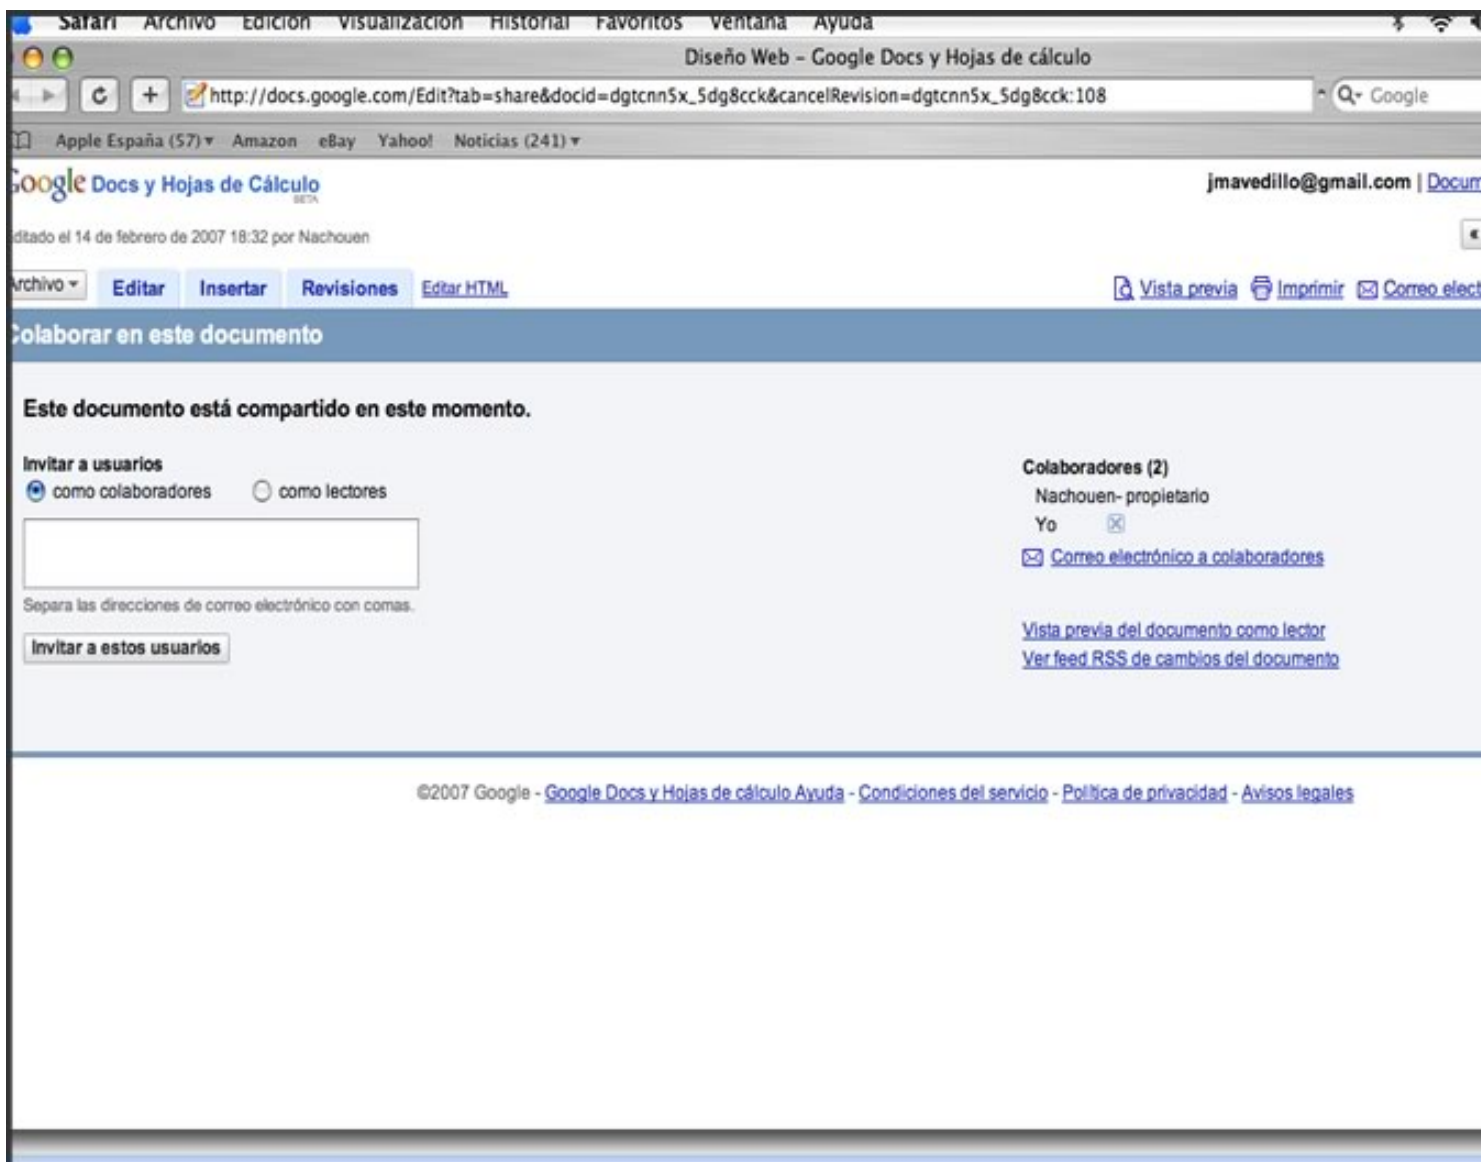 Safari Archivo Edición Visualización Historial Favoritos Ventana Ayuda
Diseño Web – Google Docs y Hojas de cálculo
http://docs.google.com/Edit?tab=share&docid=dgtcnn5x_5dg8cck&cancelRevision=dgtcnn5x_5dg8cck:108 Google
Apple España (57) Amazon eBay Yahoo! Noticias (241)
Google Docs y Hojas de Cálculo
BETA
jmavedillo@gmail.com | Docum
ditado el 14 de febrero de 2007 18:32 por Nachouen
Archivo Editar Insertar Revisiones Editar HTML Vista previa Imprimir Correo elect
Colaborar en este documento
Este documento está compartido en este momento.
Invitar a usuarios
como colaboradores como lectores
Separa las direcciones de correo electrónico con comas.
Invitar a estos usuarios
Colaboradores (2)
Nachouen- propietario
Yo
Correo electrónico a colaboradores
Vista previa del documento como lector
Ver feed RSS de cambios del documento
©2007 Google - Google Docs y Hojas de cálculo Ayuda - Condiciones del servicio - Política de privacidad - Avisos legales